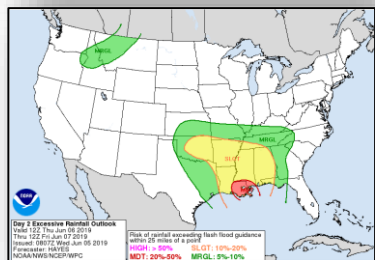 MRGL
MRGL
SLGT
Day 2 Excessive Rainfall Outlook
Valid 12Z Thu Jun 06 2019
Thru 12Z Fri Jun 07 2019
Issued: 0807Z Wed Jun 05 2019
Forecaster: HAYES
NOAA/NWS/NCEP/WPC
Risk of rainfall exceeding flash flood guidance
within 25 miles of a point
HIGH: > 50% SLGT: 10%-20%
MDT: 20%-50% MRGL: 5%-10%